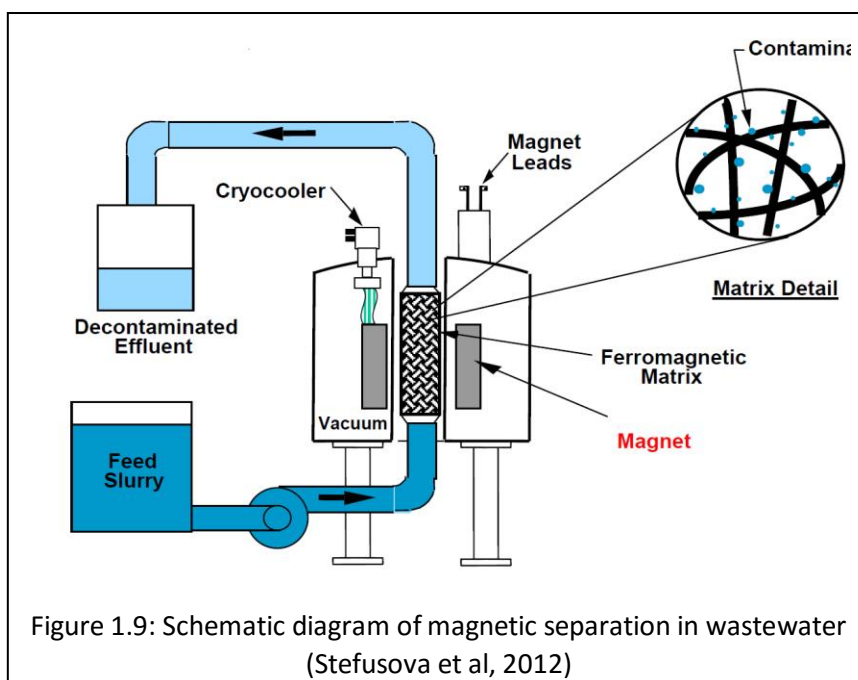 Contamina
Magnet
Leads
Cryocooler
Matrix Detail
Decontaminated
Effluent
Ferromagnetic
Matrix
Vacuum
Magnet
Feed
Slurry
Figure 1.9: Schematic diagram of magnetic separation in wastewater
(Stefusova et al, 2012)